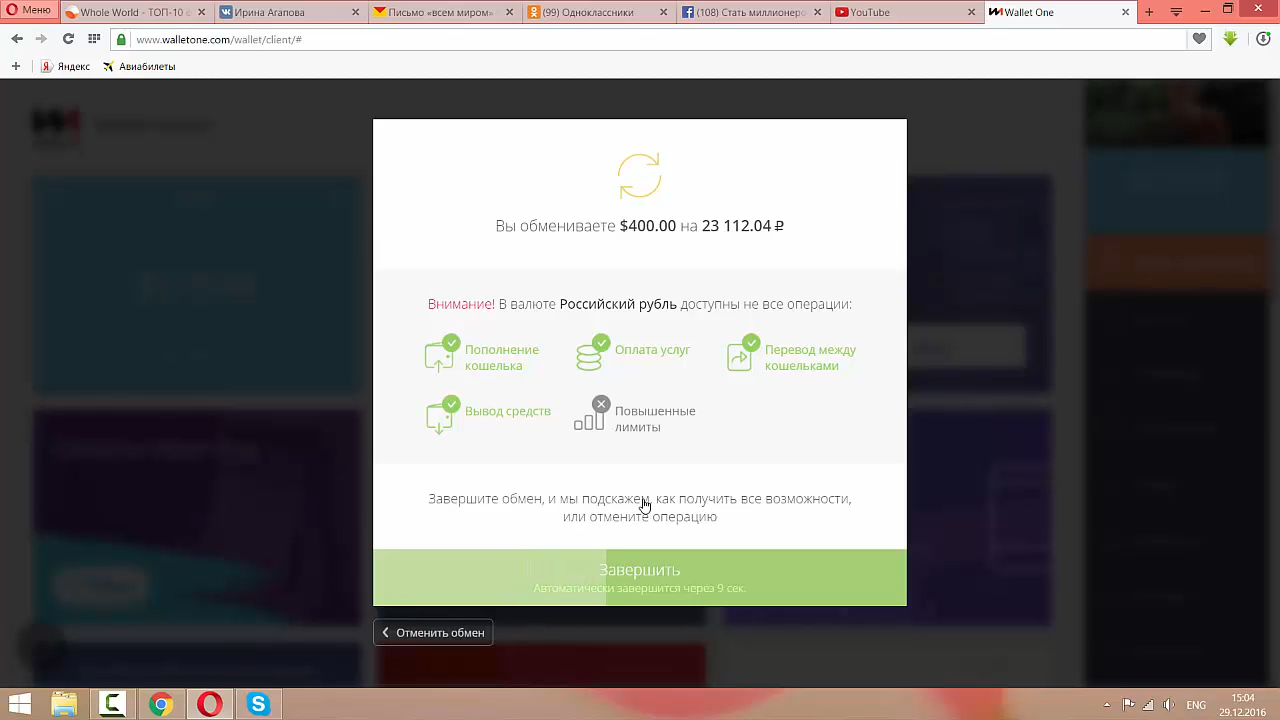 Меню
Whole World - ТОП-10 е
Ирина Агапова
Письмо «всем миром»
(99) Одноклассники
(108) Стать миллионеро
YouTube
Wallet One
www.walletone.com/wallet/client/#
Яндекс
Авиабилеты
Вы обмениваете $400.00 на 23 112.04 ₽
Внимание! В валюте Российский рубль доступны не все операции:
Пополнение
кошелька
Оплата услуг
Перевод между
кошельками
Вывод средств
Повышенные
лимиты
Завершите обмен, и мы подскажем, как получить все возможности,
или отмените операцию
Завершить
Автоматически завершится через 9 сек.
Отменить обмен
ENG
15:04
29.12.2016